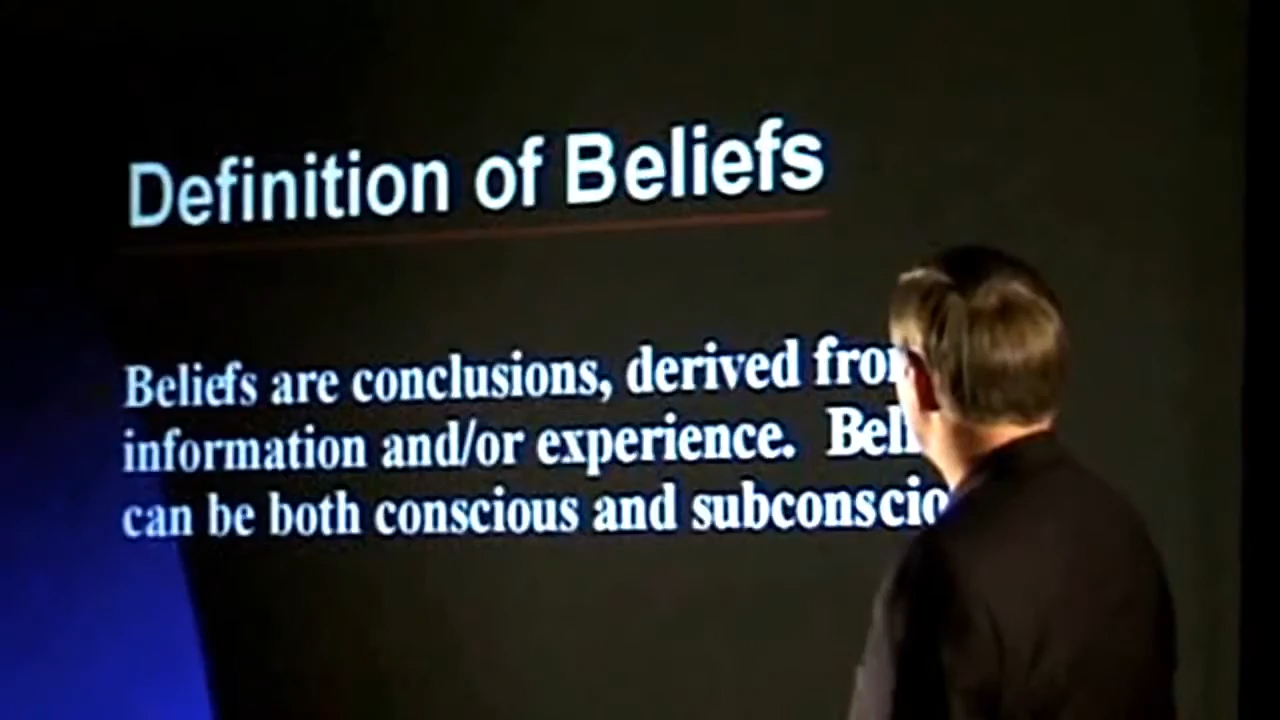 Definition of Beliefs
Beliefs are conclusions, derived
information and/or experience.
can be both conscious and